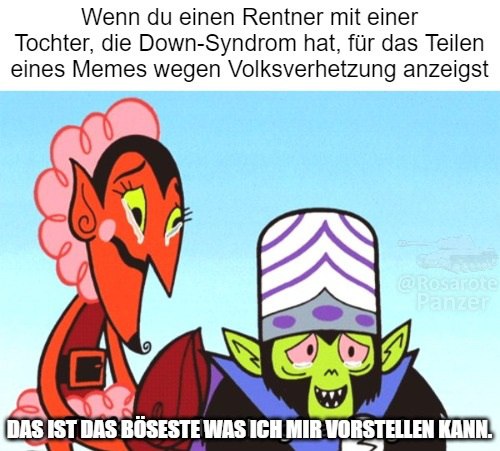 Wenn du einen Rentner mit einer
Tochter, die Down-Syndrom hat, für das Teilen
eines Memes wegen Volksverhetzung anzeigst
@Rosarote
Panzer
DAS IST DAS BÖSESTE WAS ICH MIR VORSTELLEN KANN.